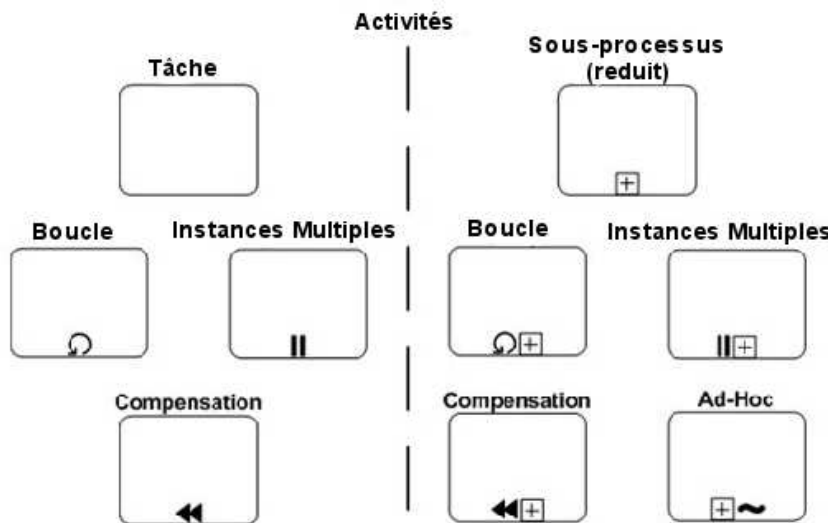 Activités
Tâche
Sous-processus
(reduit)
Boucle
Instances Multiples
Boucle
Instances Multiples
Compensation
Compensation
Ad-Hoc